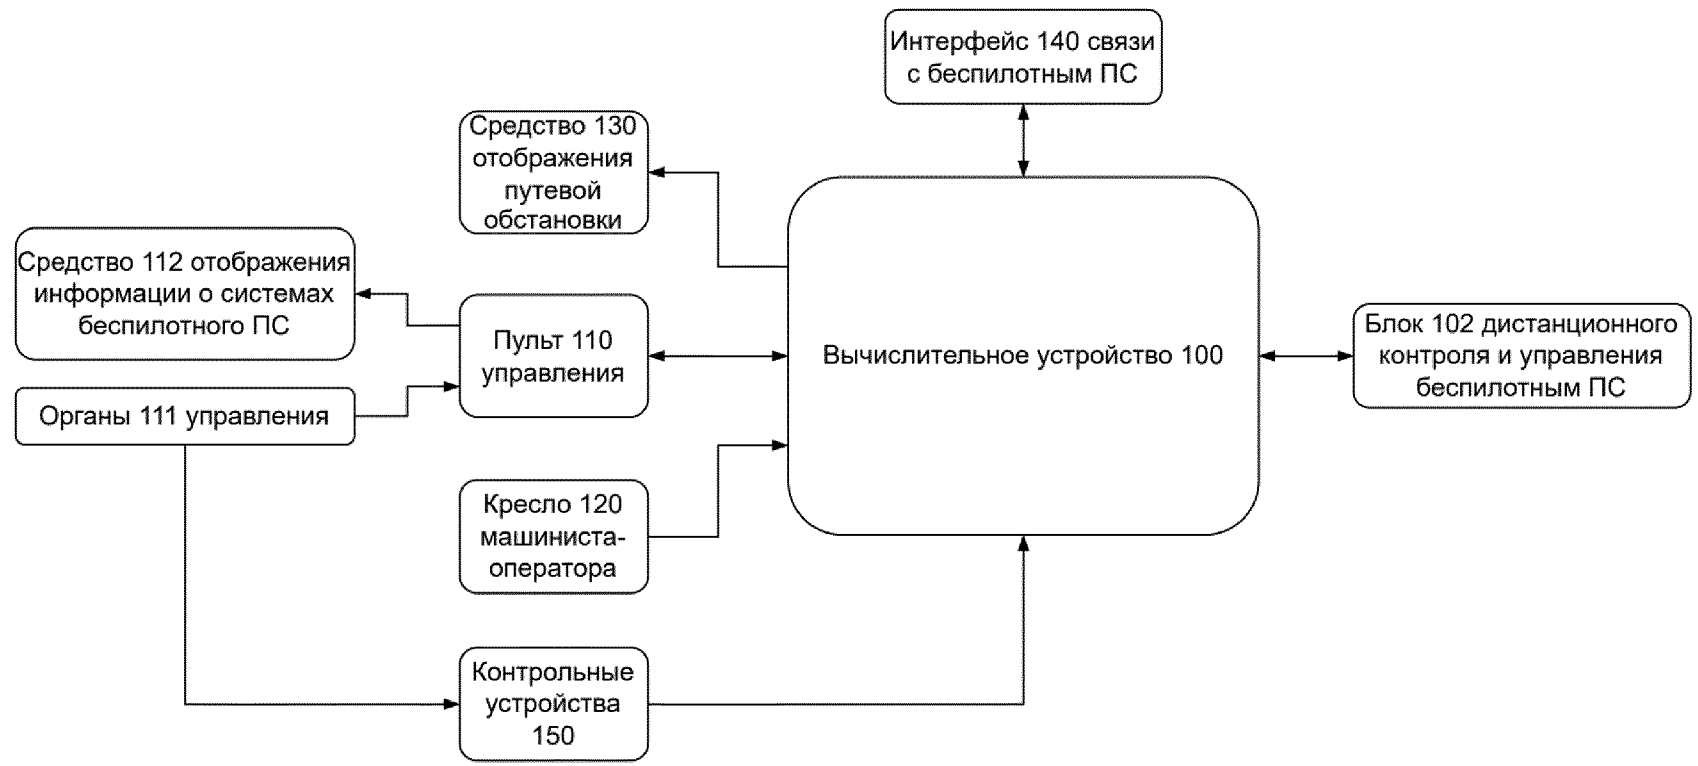 Интерфейс 140 связи
с беспилотным ПС
Средство 130
отображения
путевой
обстановки
Средство 112 отображения
информации о системах
беспилотного ПС
Пульт 110
управления
Органы 111 управления
Вычислительное устройство 100
Блок 102 дистанционного
контроля и управления
беспилотным ПС
Кресло 120
машиниста-
оператора
Контрольные
устройства
150